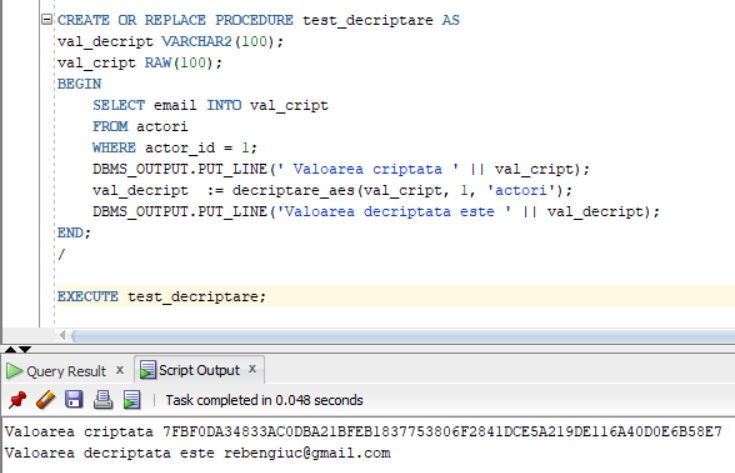 CREATE OR REPLACE PROCEDURE test_decriptare AS
val_decript VARCHAR2(100);
val_cript RAW(100);
BEGIN
SELECT email INTO val_cript
FROM actori
WHERE actor_id = 1;
DBMS_OUTPUT.PUT_LINE(' Valoarea criptata ' || val_cript);
val_decript := decriptare_aes(val_cript, 1, 'actori');
DBMS_OUTPUT.PUT_LINE('Valoarea decriptata este ' || val_decript);
END;
/
EXECUTE test_decriptare;
Query Result x Script Output x
Task completed in 0.048 seconds
Valoarea criptata 7FBF0DA34833AC0DBA21BFEB1837753806F2841DCE5A219DE116A40D0E6B58E7
Valoarea decriptata este rebengiuc@gmail.com